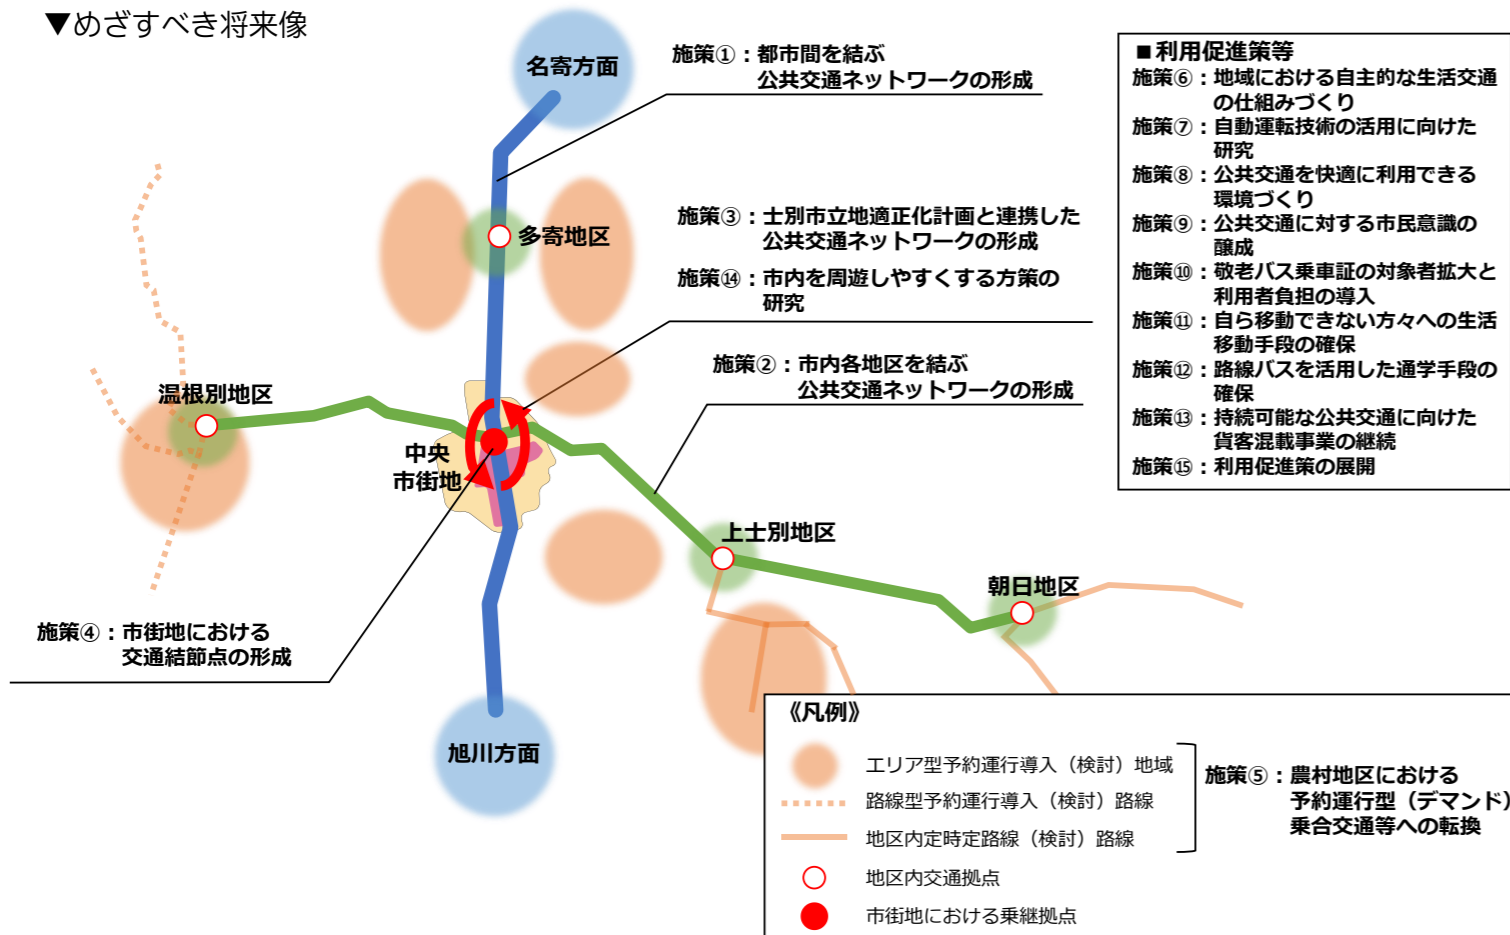 ▼めざすべき将来像
名寄方面
施策①：都市間を結ぶ
公共交通ネットワークの形成
多寄地区
施策③：士別市立地適正化計画と連携した
公共交通ネットワークの形成
施策⑭：市内を周遊しやすくする方策の
研究
施策②：市内各地区を結ぶ
公共交通ネットワークの形成
温根別地区
中央
市街地
上士別地区
朝日地区
施策④：市街地における
交通結節点の形成
旭川方面
■利用促進策等
施策⑥：地域における自主的な生活交通
の仕組みづくり
施策⑦：自動運転技術の活用に向けた
研究
施策⑧：公共交通を快適に利用できる
環境づくり
施策⑨：公共交通に対する市民意識の
醸成
施策⑩：敬老バス乗車証の対象者拡大と
利用者負担の導入
施策⑪：自ら移動できない方々への生活
移動手段の確保
施策⑫：路線バスを活用した通学手段の
確保
施策⑬：持続可能な公共交通に向けた
貨客混載事業の継続
施策⑮：利用促進策の展開
《凡例》
エリア型予約運行導入（検討）地域
路線型予約運行導入（検討）路線
地区内定時定路線（検討）路線
地区内交通拠点
市街地における乗継拠点
施策⑤：農村地区における
予約運行型（デマンド）
乗合交通等への転換